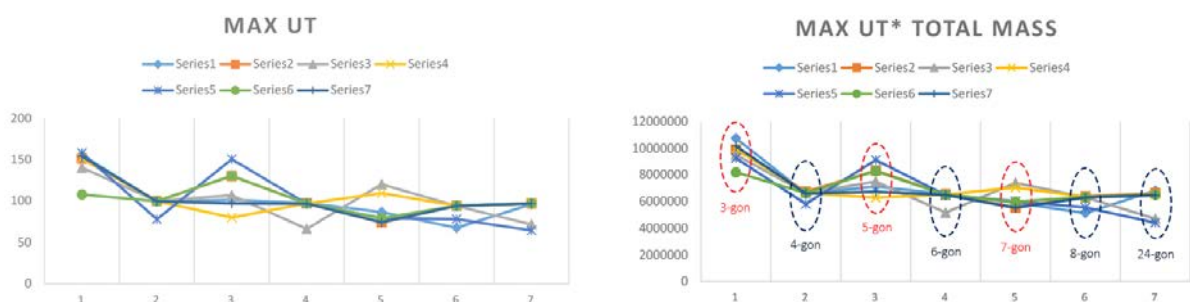 MAX UT
Series1 Series2 Series3 Series4
Series5 Series6 Series7
200
150
100
50
0
1 2 3 4 5 6 7
MAX UT* TOTAL MASS
Series1 Series2 Series3 Series4
Series5 Series6 Series7
12000000
10000000
8000000
6000000
4000000
2000000
0
3-gon
4-gon
5-gon
6-gon
7-gon
8-gon
24-gon
1 2 3 4 5 6 7